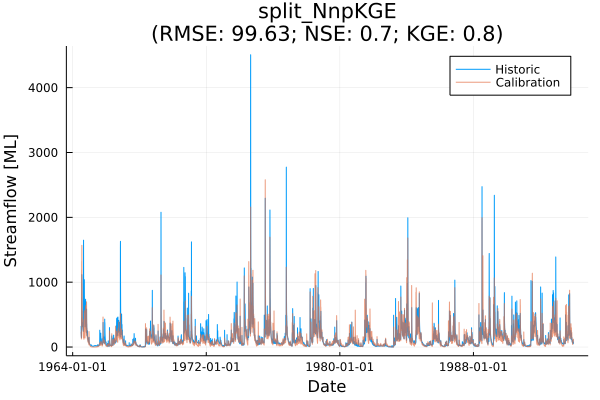 split_NnpKGE
(RMSE: 99.63; NSE: 0.7; KGE: 0.8)
Historic
Calibration
Streamflow [ML]
4000
3000
2000
1000
0
1964-01-01
1972-01-01
1980-01-01
1988-01-01
Date